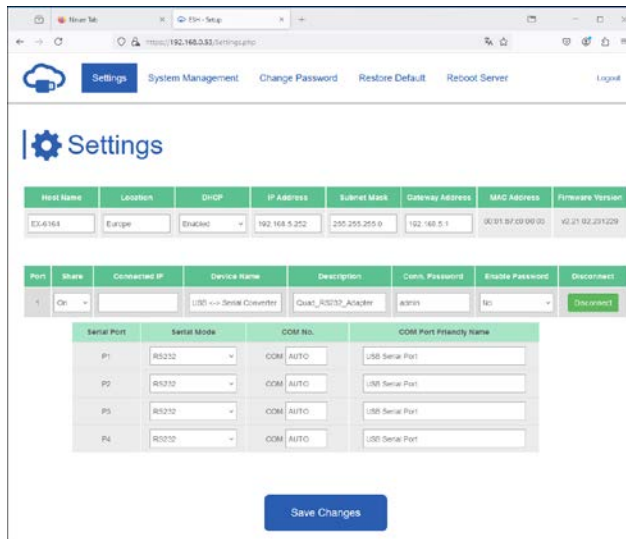 Neuer Tab
ESH - Setup
https://192.168.0.53/Settings.php
Settings System Management Change Password Restore Default Reboot Server Logout
Settings
Host Name Location DHCP IP Address Subnet Mask Gateway Address MAC Address Firmware Version
EX-6164 Europe Enabled 192.168.5.252 255.255.255.0 192.168.5.1
Port Share Connected IP Device Name Description Conn. Password Enable Password Disconnect
1 On USB <-> Serial Converter Quad_RS232_Adapter admin No Disconnect
Serial Port Serial Mode COM No. COM Port Friendly Name
P1 RS232 COM AUTO USB Serial Port
P2 RS232 COM AUTO USB Serial Port
P3 RS232 COM AUTO USB Serial Port
P4 RS232 COM AUTO USB Serial Port
Save Changes